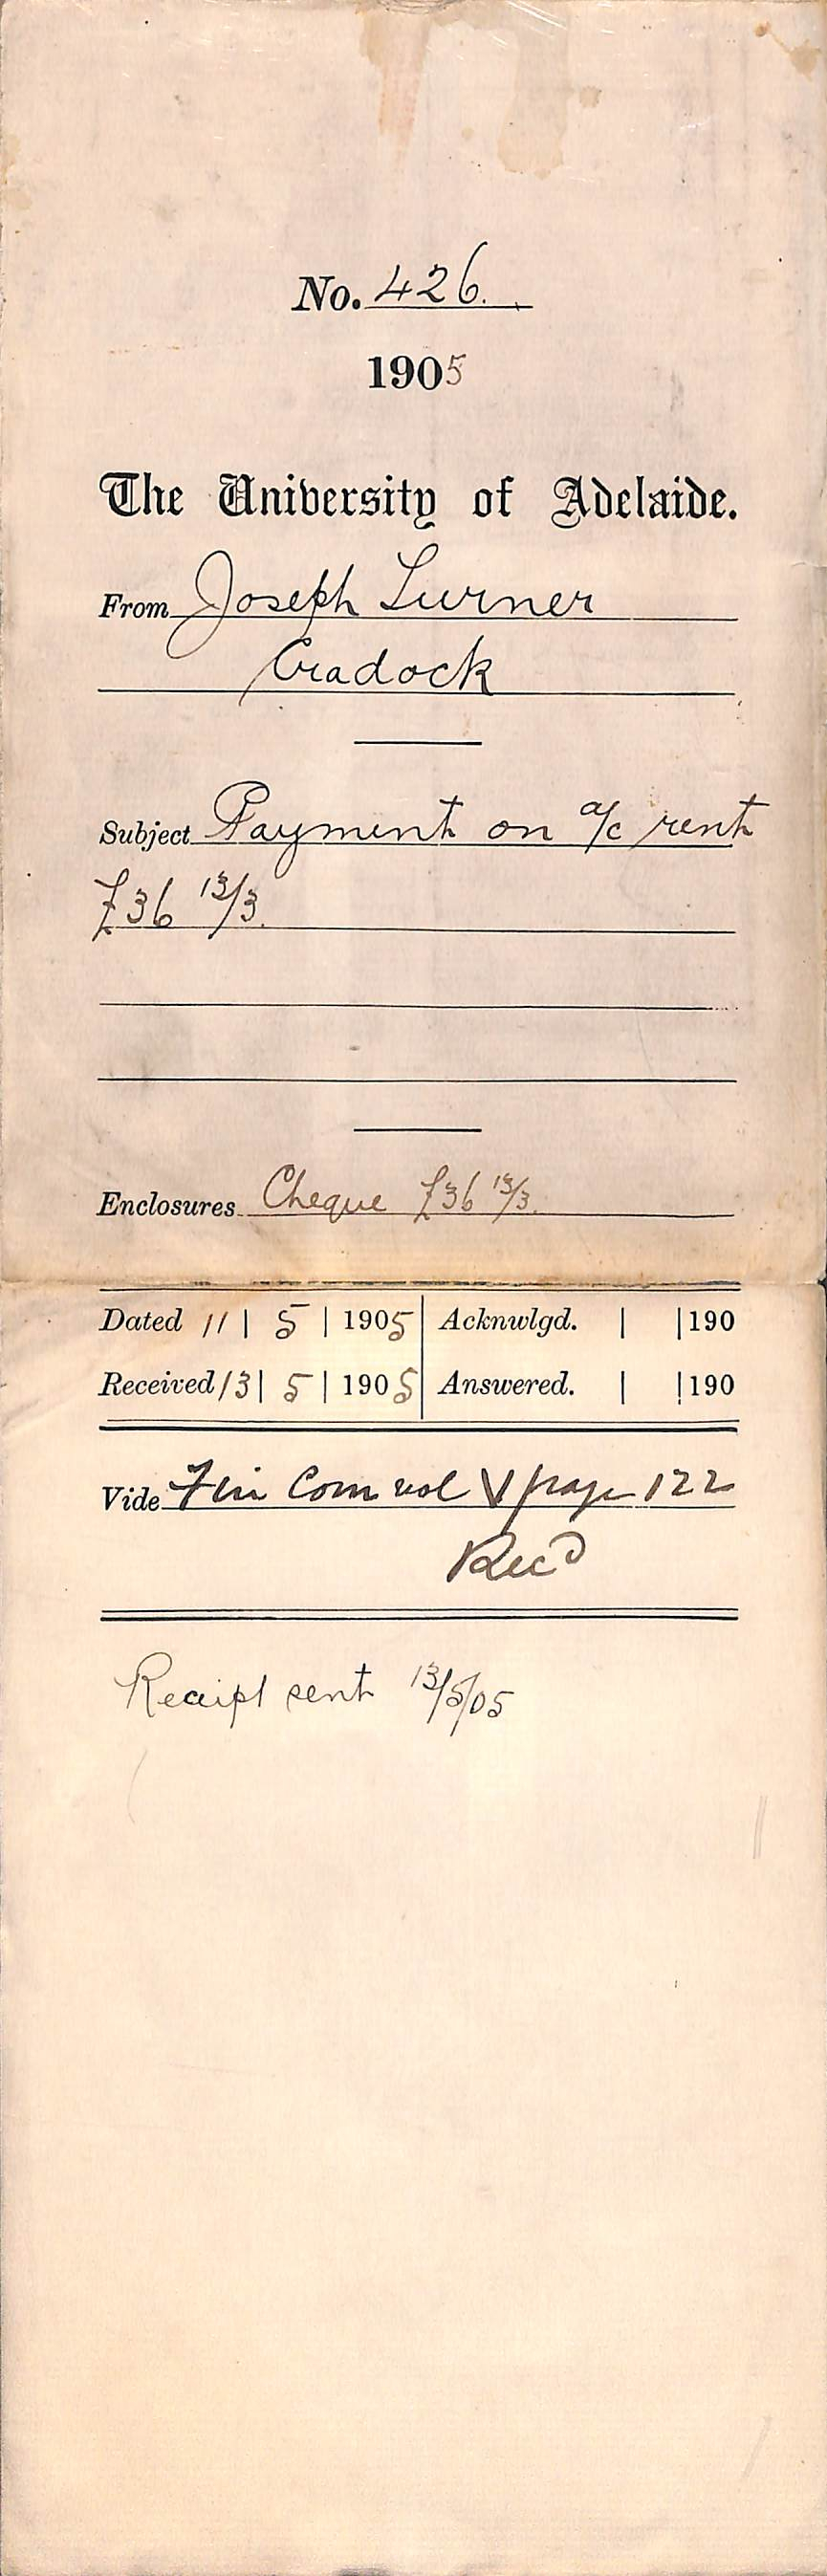 No. 426.
1905
The University of Adelaide.
From Joseph Turner
Cradock
Subject Payment on a/c rent
£36 13/3.
Enclosures Cheque £36 13/3.
Dated 11 | 5 | 1905 Acknwlgd. | | 190
Received 13 | 5 | 1905 Answered. | | 190
Vide Fin Com vol V page 122
Rec'd
Receipt sent 13/5/05